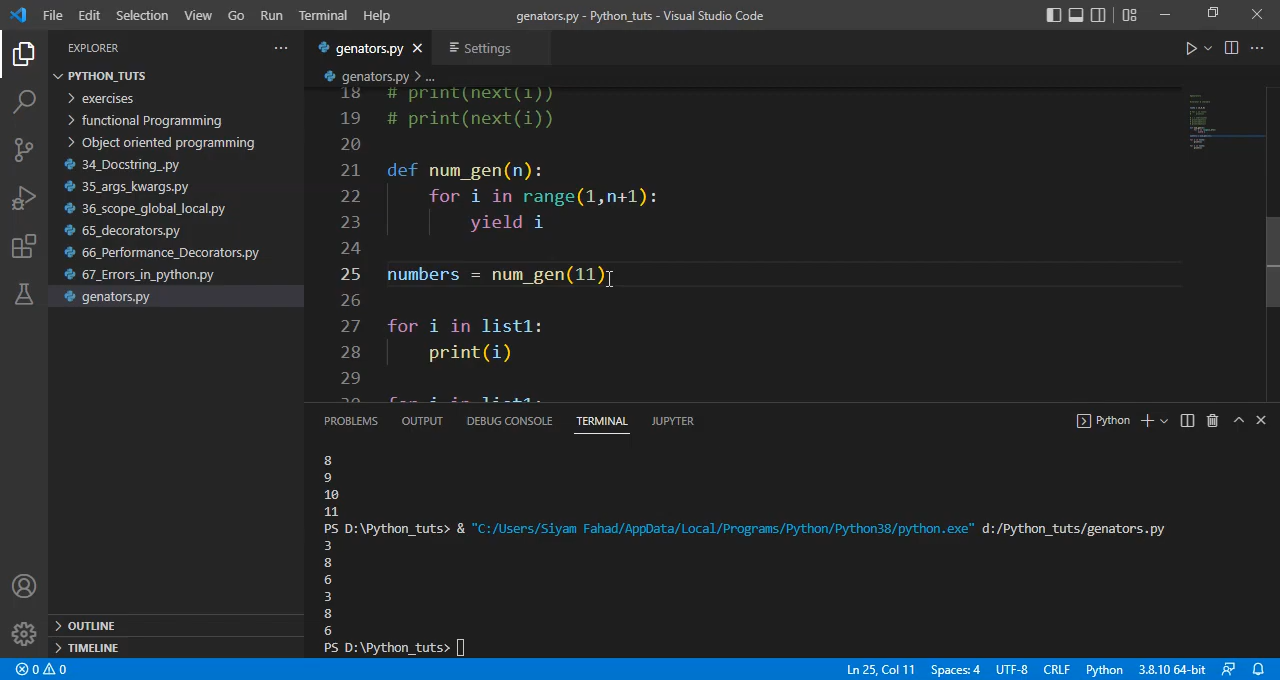 File Edit Selection View Go Run Terminal Help genators.py - Python_tuts - Visual Studio Code
EXPLORER
genators.py
Settings
PYTHON_TUTS
genators.py > ...
exercises
functional Programming
Object oriented programming
34_Docstring_.py
35_args_kwargs.py
36_scope_global_local.py
65_decorators.py
66_Performance_Decorators.py
67_Errors_in_python.py
genators.py
18 # print(next(i))
19 # print(next(i))
20
21 def num_gen(n):
22 for i in range(1,n+1):
23 yield i
24
25 numbers = num_gen(11)
26
27 for i in list1:
28 print(i)
29
30 for i in list1:
PROBLEMS OUTPUT DEBUG CONSOLE TERMINAL JUPYTER Python
8
9
10
11
PS D:\Python_tuts> & "C:/Users/Siyam Fahad/AppData/Local/Programs/Python/Python38/python.exe" d:/Python_tuts/genators.py
3
8
6
3
8
6
PS D:\Python_tuts>
OUTLINE
TIMELINE
0 0 Ln 25, Col 11 Spaces: 4 UTF-8 CRLF Python 3.8.10 64-bit